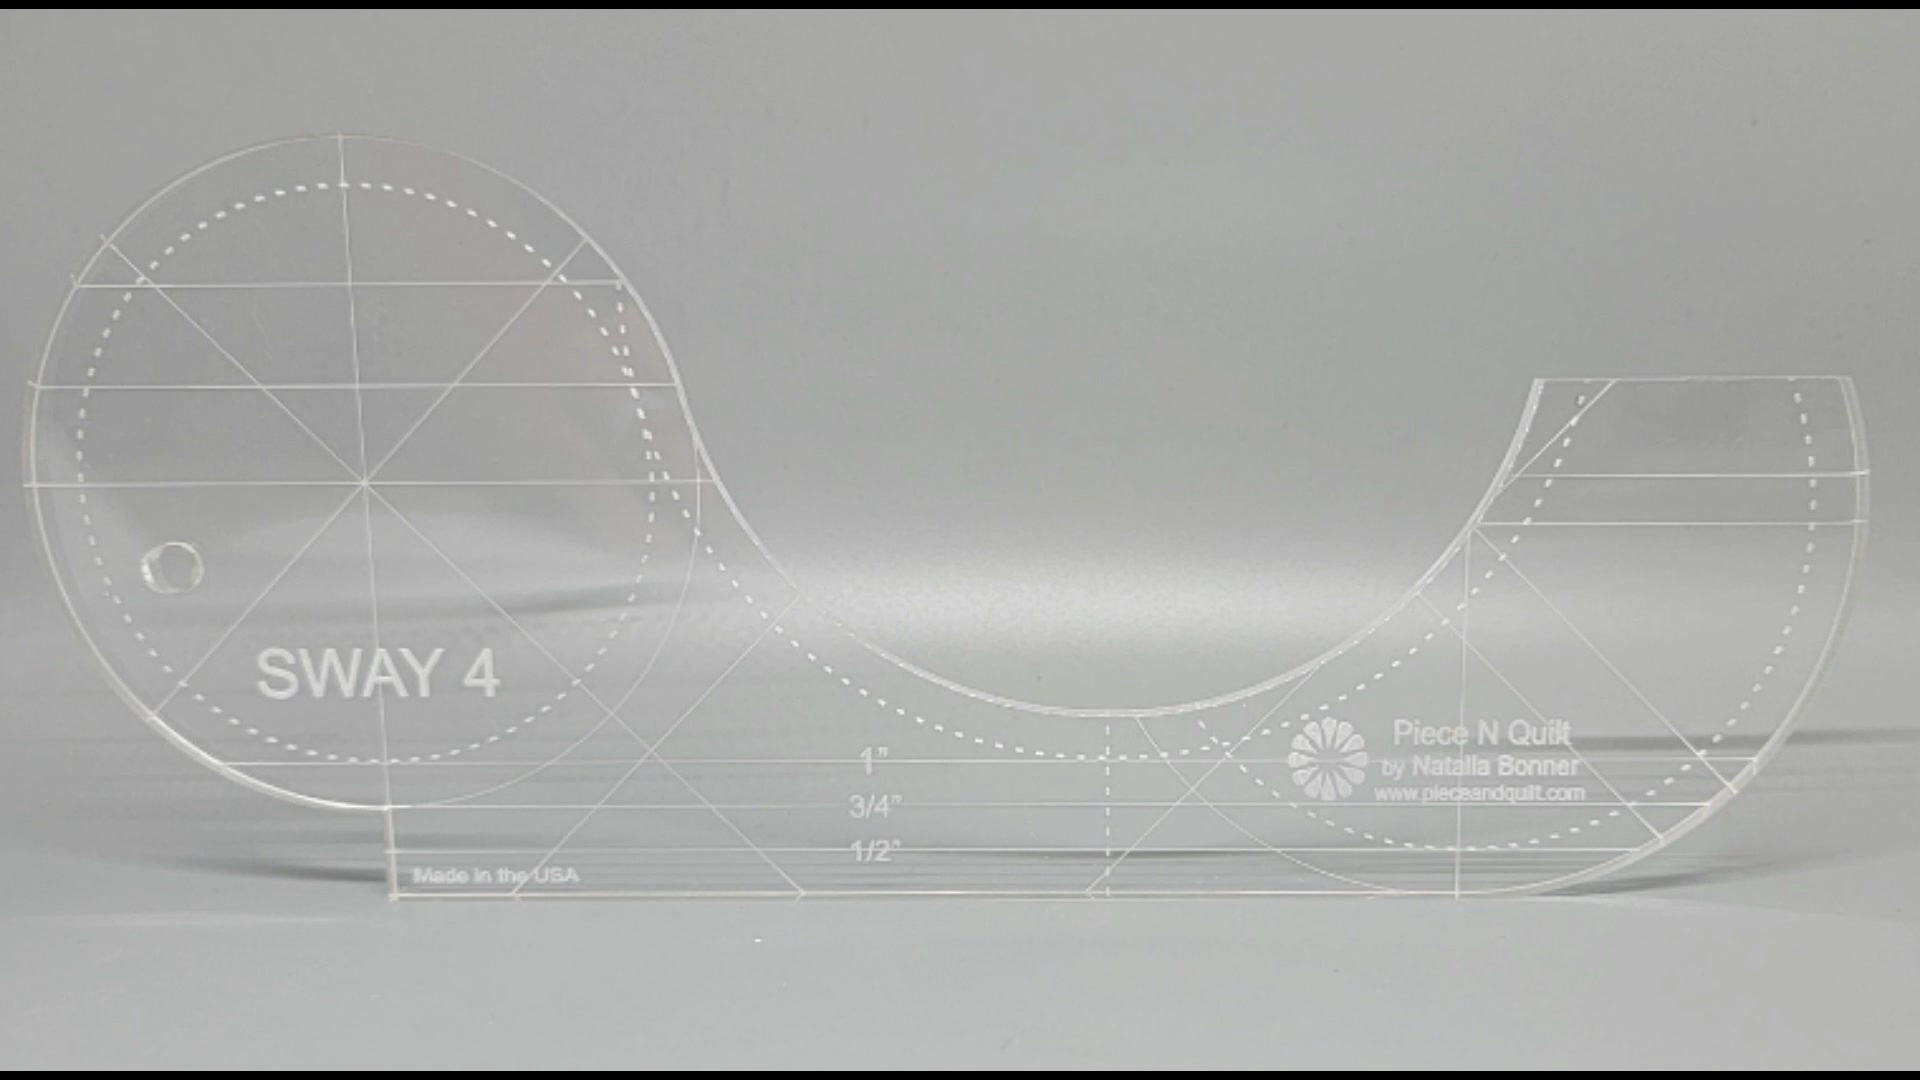 SWAY 4
1”
3/4”
1/2”
Made in the USA
Piece N Quilt
by Natalia Bonner
www.pieceandquilt.com